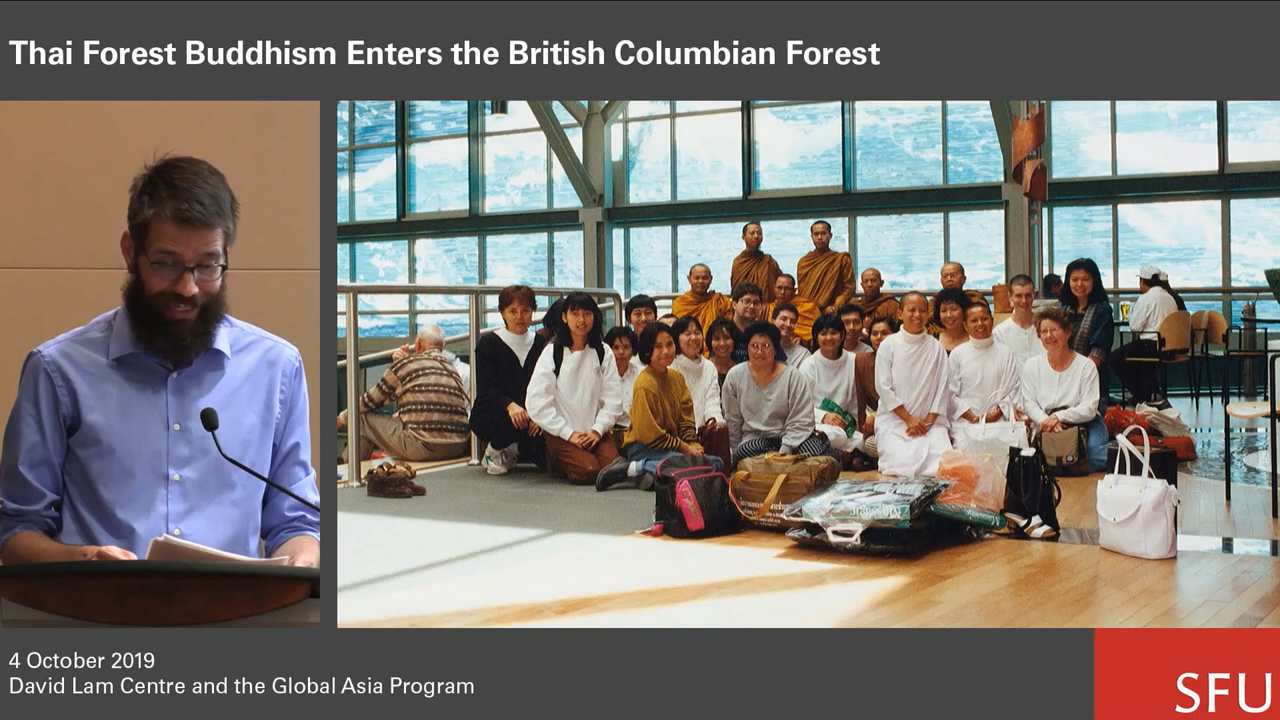 Thai Forest Buddhism Enters the British Columbian Forest
4 October 2019
David Lam Centre and the Global Asia Program
SFU